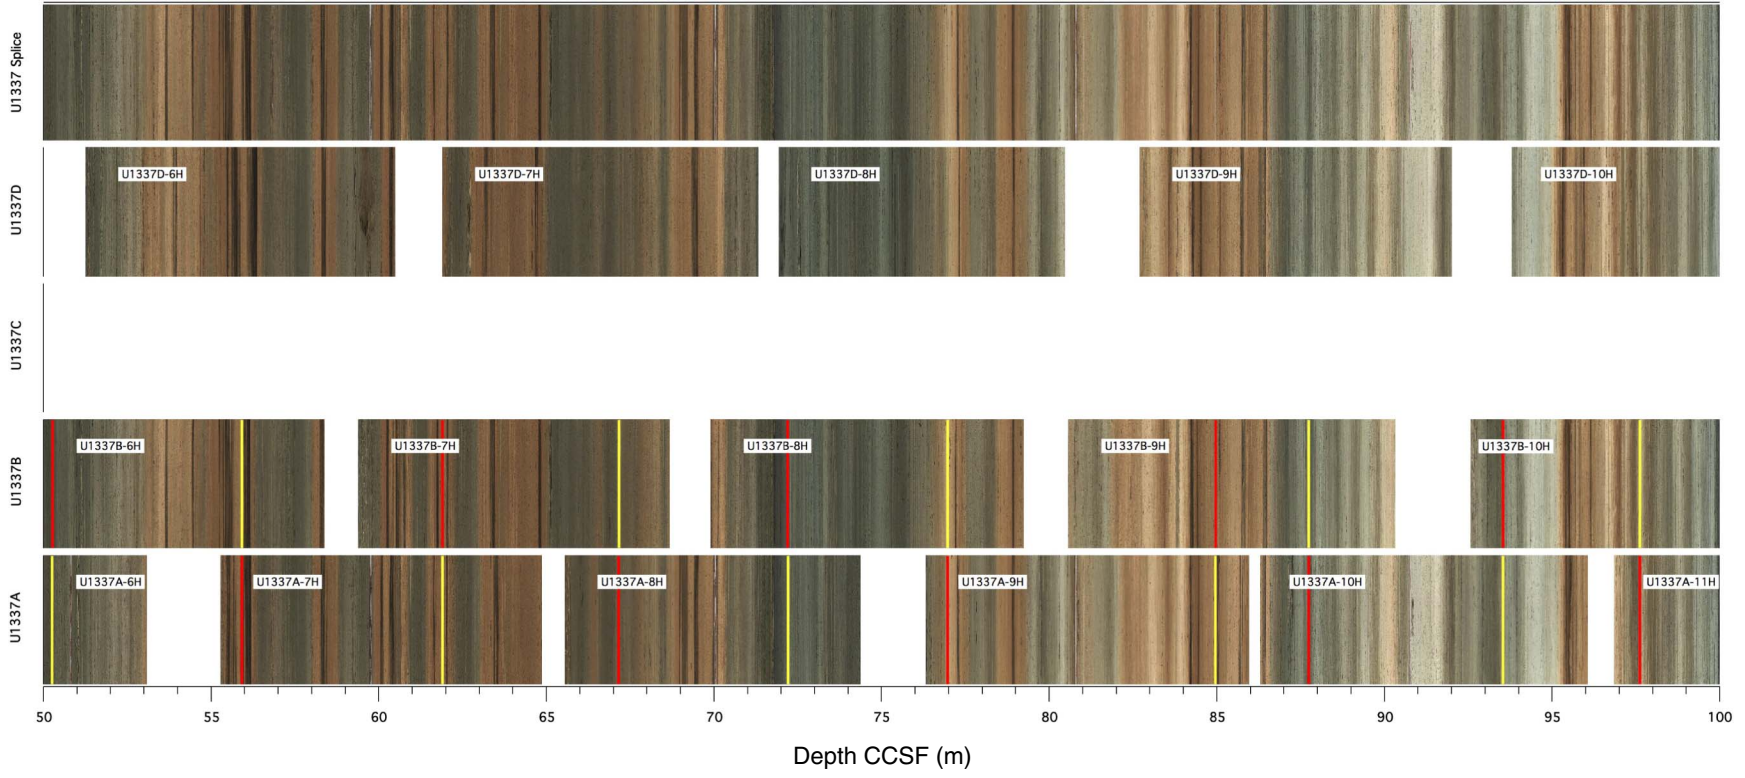 U1337 Splice
U1337D
U1337D-6H
U1337D-7H
U1337D-8H
U1337D-9H
U1337D-10H
U1337C
U1337B
U1337B-6H
U1337B-7H
U1337B-8H
U1337B-9H
U1337B-10H
U1337A
U1337A-6H
U1337A-7H
U1337A-8H
U1337A-9H
U1337A-10H
U1337A-11H
50 55 60 65 70 75 80 85 90 95 100
Depth CCSF (m)